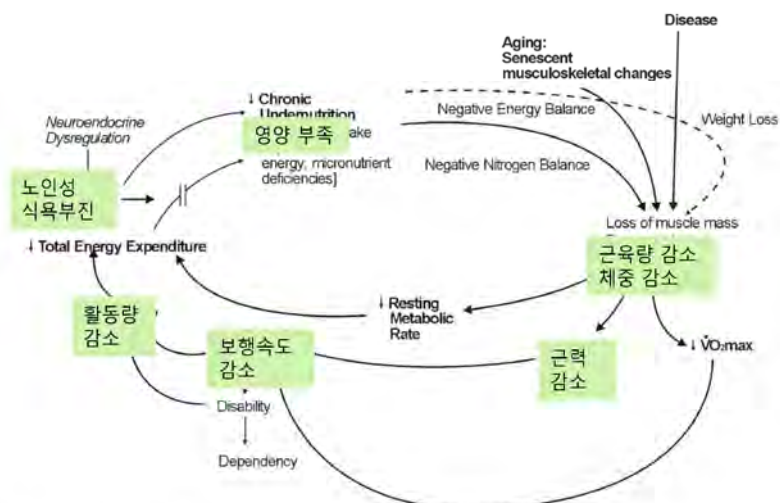 Disease
Aging:
Senescent
musculoskeletal changes
↓ Chronic
Undernutrition
영양 부족
energy, micronutrient
deficiencies]
Neuroendocrine
Dysregulation
Negative Energy Balance
Weight Loss
Negative Nitrogen Balance
노인성
식욕부진
Loss of muscle mass
↓ Total Energy Expenditure
근육량 감소
체중 감소
↓ Resting
Metabolic
Rate
활동량
감소
보행속도
감소
근력
감소
↓ V̇O₂max
Disability
Dependency